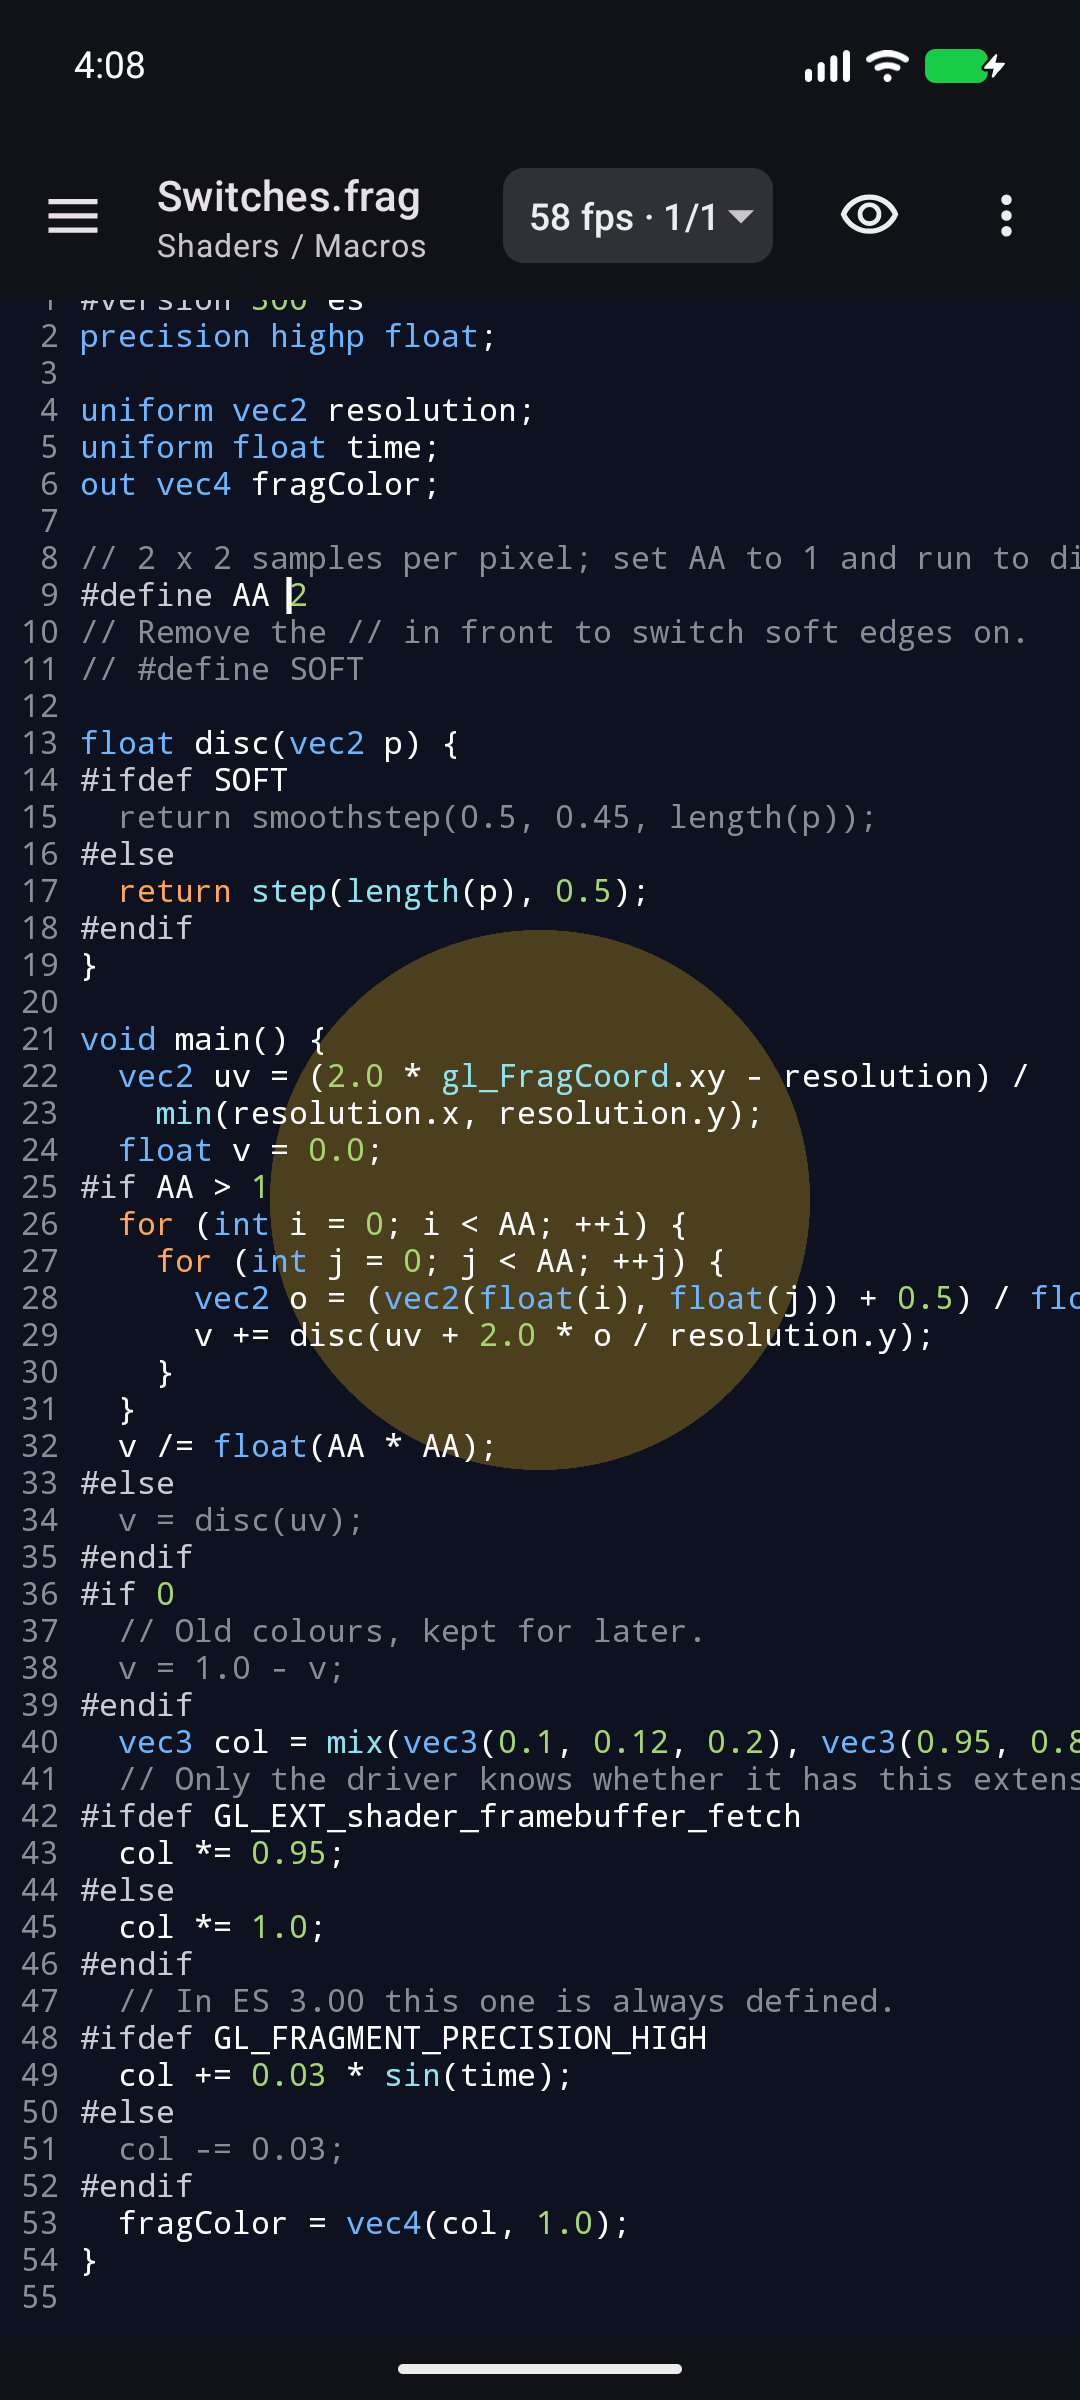 4:08
Switches.frag
Shaders / Macros
58 fps · 1/1
1 #version 300 es
2 precision highp float;
3
4 uniform vec2 resolution;
5 uniform float time;
6 out vec4 fragColor;
7
8 // 2 x 2 samples per pixel; set AA to 1 and run to di
9 #define AA 2
10 // Remove the // in front to switch soft edges on.
11 // #define SOFT
12
13 float disc(vec2 p) {
14 #ifdef SOFT
15   return smoothstep(0.5, 0.45, length(p));
16 #else
17   return step(length(p), 0.5);
18 #endif
19 }
20
21 void main() {
22   vec2 uv = (2.0 * gl_FragCoord.xy - resolution) /
23     min(resolution.x, resolution.y);
24   float v = 0.0;
25 #if AA > 1
26   for (int i = 0; i < AA; ++i) {
27     for (int j = 0; j < AA; ++j) {
28       vec2 o = (vec2(float(i), float(j)) + 0.5) / flo
29       v += disc(uv + 2.0 * o / resolution.y);
30     }
31   }
32   v /= float(AA * AA);
33 #else
34   v = disc(uv);
35 #endif
36 #if 0
37   // Old colours, kept for later.
38   v = 1.0 - v;
39 #endif
40   vec3 col = mix(vec3(0.1, 0.12, 0.2), vec3(0.95, 0.8
41   // Only the driver knows whether it has this extens
42 #ifdef GL_EXT_shader_framebuffer_fetch
43   col *= 0.95;
44 #else
45   col *= 1.0;
46 #endif
47   // In ES 3.00 this one is always defined.
48 #ifdef GL_FRAGMENT_PRECISION_HIGH
49   col += 0.03 * sin(time);
50 #else
51   col -= 0.03;
52 #endif
53   fragColor = vec4(col, 1.0);
54 }
55